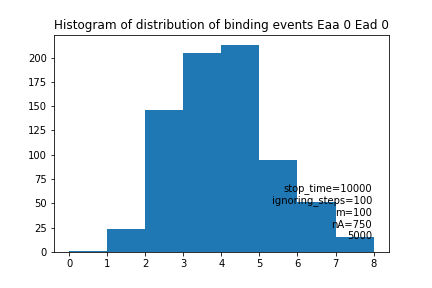 Histogram of distribution of binding events Eaa 0 Ead 0
200
175
150
125
100
75
50
25
0
stop_time=10000
ignoring_steps=100
m=100
nA=750
5000
0 1 2 3 4 5 6 7 8